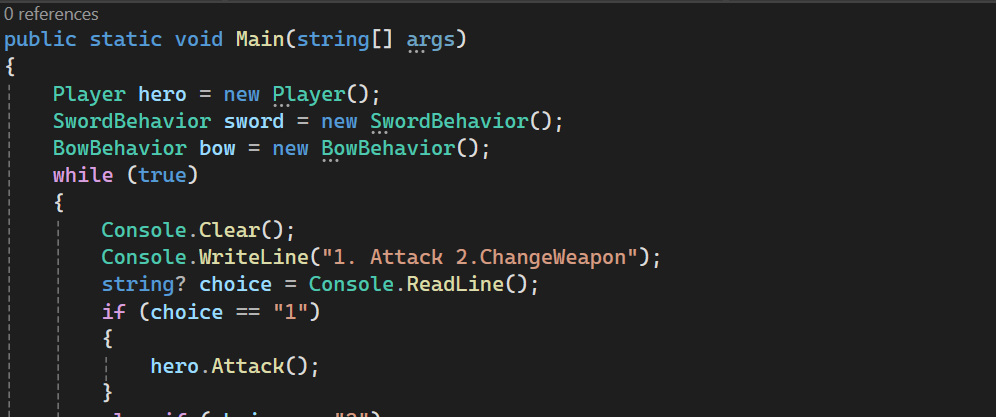 0 references
public static void Main(string[] args)
{
Player hero = new Player();
SwordBehavior sword = new SwordBehavior();
BowBehavior bow = new BowBehavior();
while (true)
{
Console.Clear();
Console.WriteLine("1. Attack 2.ChangeWeapon");
string? choice = Console.ReadLine();
if (choice == "1")
{
hero.Attack();
}